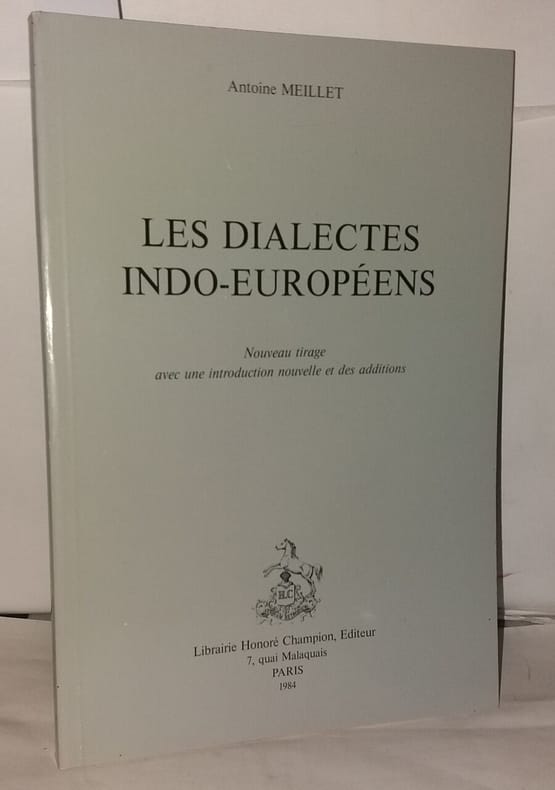 Antoine MEILLET
LES DIALECTES
INDO-EUROPÉENS
Nouveau tirage
avec une introduction nouvelle et des additions
H.C
Librairie Honoré Champion, Editeur
7, quai Malaquais
PARIS
1984